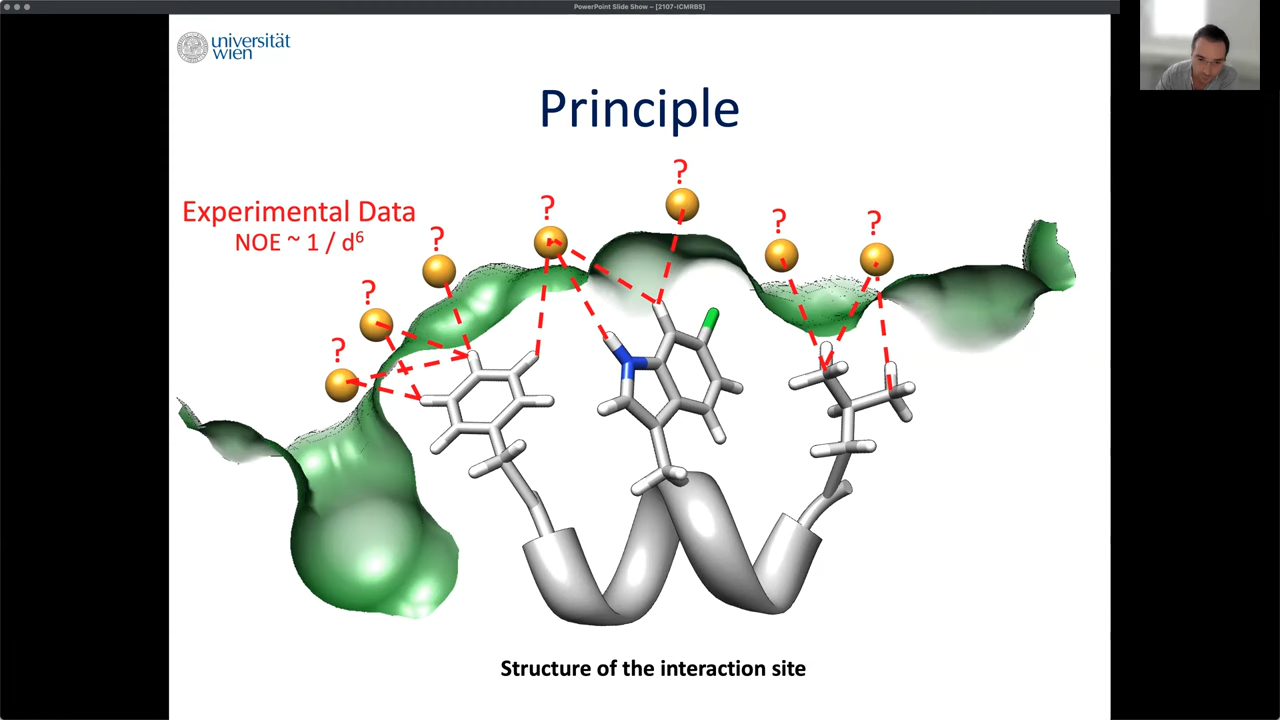 PowerPoint Slide Show – [2107-ICMRBS]
universität
wien
Principle
Experimental Data
NOE ~ 1 / d⁶
?
?
?
?
?
?
?
Structure of the interaction site